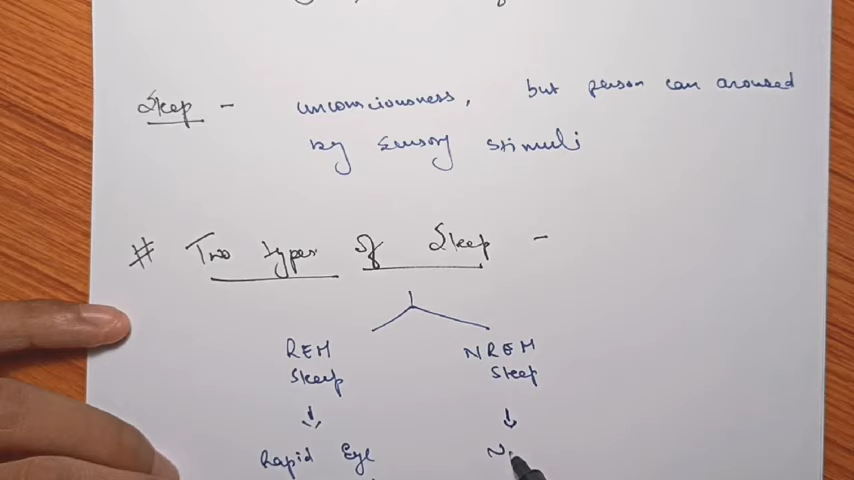 Sleep - unconsciousness, but person can aroused
by sensory stimuli
# Two types of Sleep -
REM NREM
Sleep Sleep
Rapid Eye N